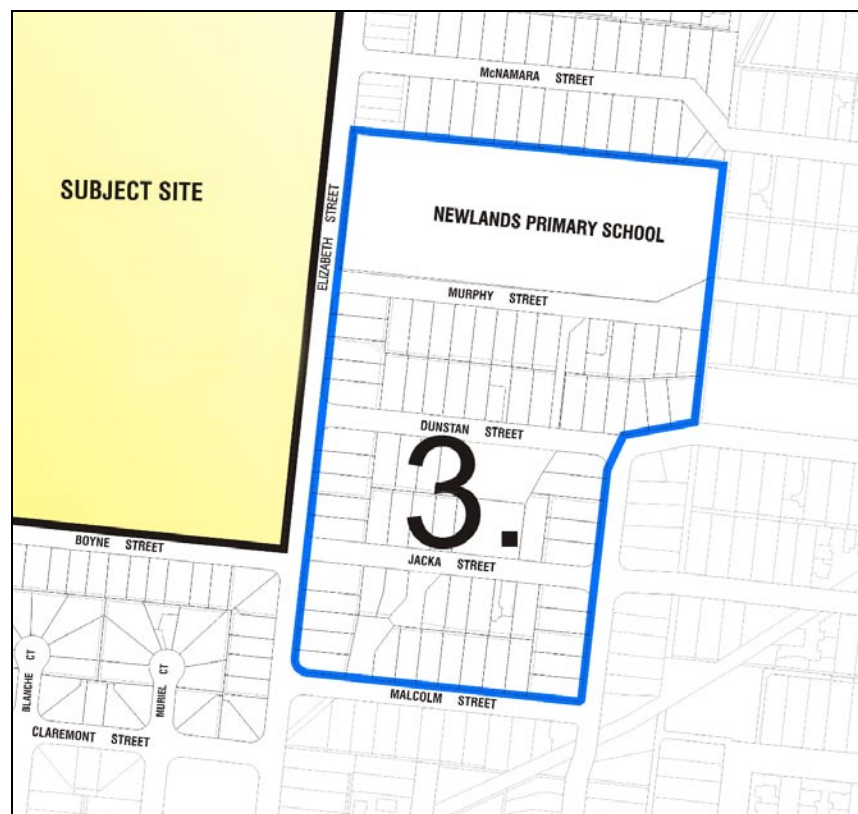 McNAMARA STREET
SUBJECT SITE
ELIZABETH STREET
NEWLANDS PRIMARY SCHOOL
MURPHY STREET
DUNSTAN STREET
3.
BOYNE STREET
JACKA STREET
BLANCHE CT
MURIEL CT
MALCOLM STREET
CLAREMONT STREET